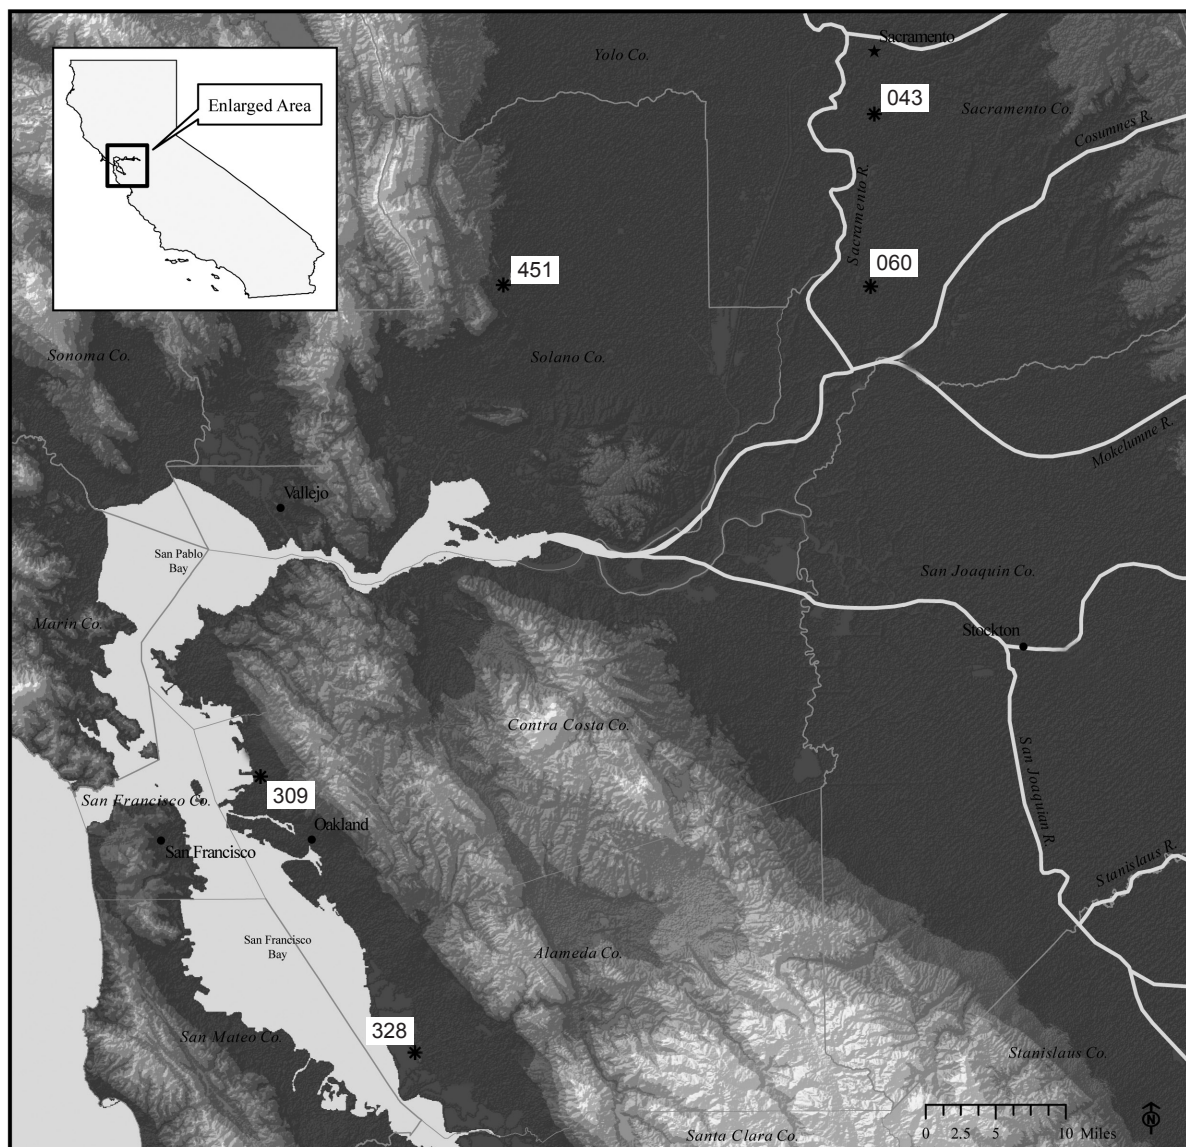 Yolo Co.
Sacramento
043
Sacramento Co.
Enlarged Area
Cosumnes R.
Sacramento R.
451
060
Sonoma Co.
Solano Co.
Mokelumne R.
Vallejo
San Pablo
Bay
San Joaquin Co.
Marin Co.
Stockton
Contra Costa Co.
San Joaquian R.
309
San Francisco Co.
Oakland
San Francisco
Stanislaus R.
San Francisco
Bay
Alameda Co.
328
San Mateo Co.
Stanislaus Co.
Santa Clara Co.
0 2.5 5 10 Miles
N